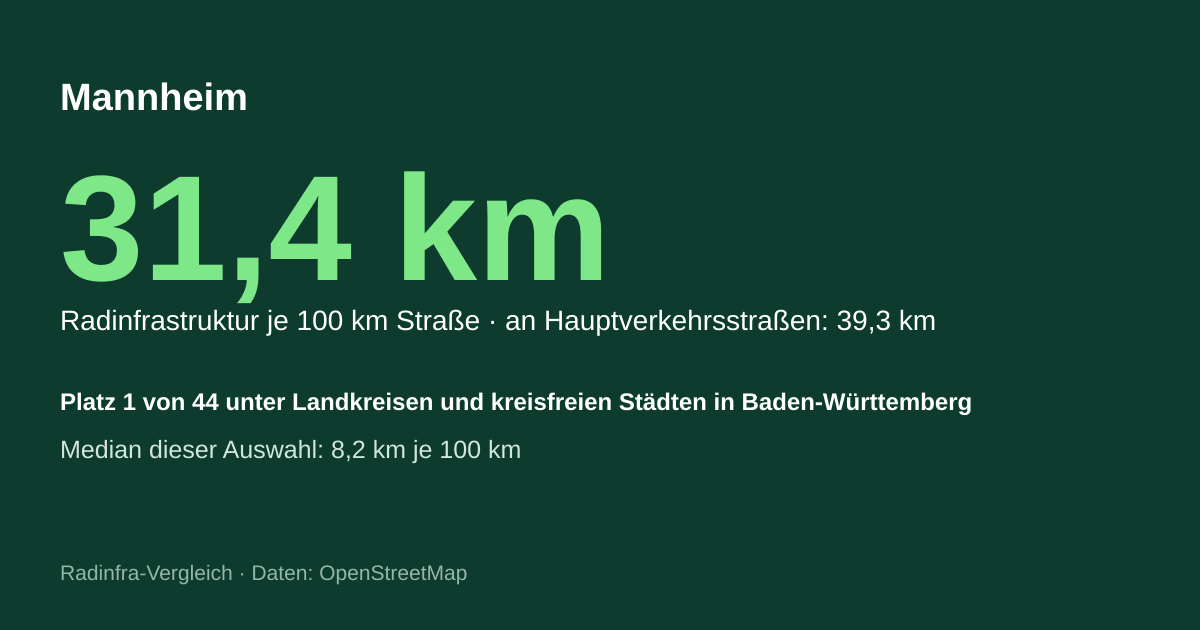 Mannheim
31,4 km
Radinfrastruktur je 100 km Straße · an Hauptverkehrsstraßen: 39,3 km
Platz 1 von 44 unter Landkreisen und kreisfreien Städten in Baden-Württemberg
Median dieser Auswahl: 8,2 km je 100 km
Radinfra-Vergleich · Daten: OpenStreetMap